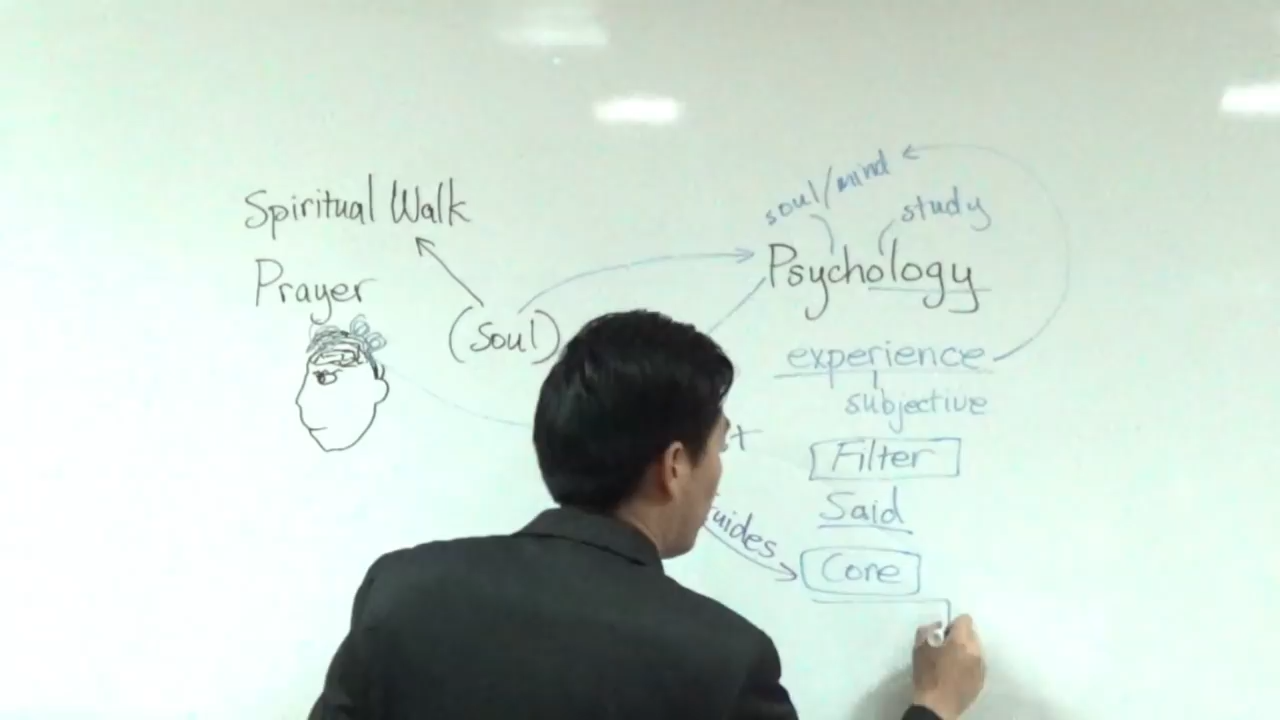 Spiritual Walk
Prayer
(Soul)
soul/mind
study
Psychology
experience
subjective
Filter
Said
Core